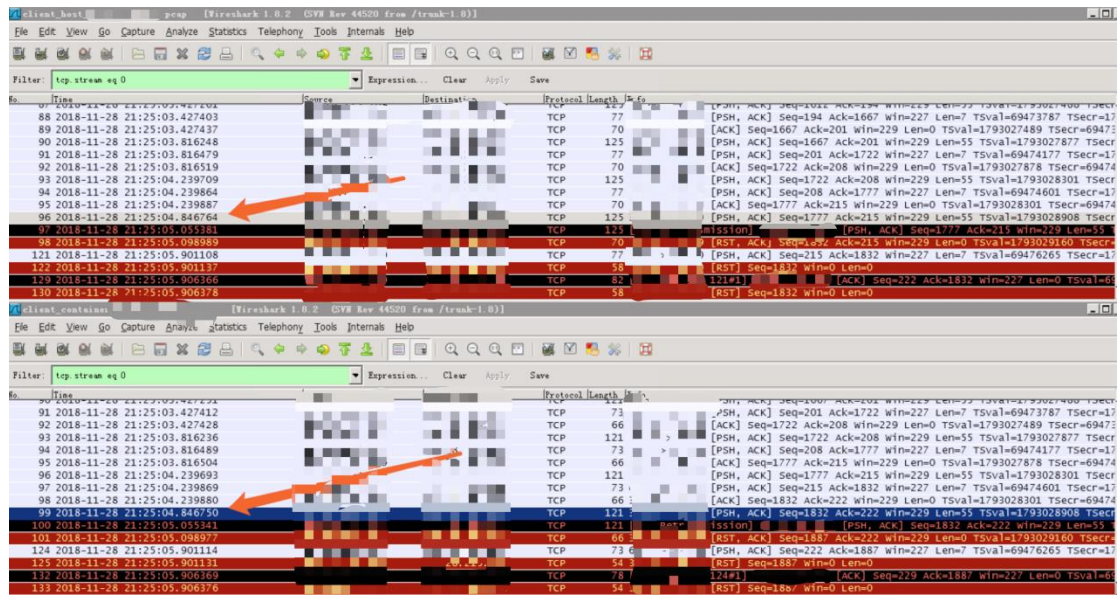 client_host_ pcap [Wireshark 1.8.2 (SVN Rev 44520 from /trunk-1.8)]
File Edit View Go Capture Analyze Statistics Telephony Tools Internals Help
Filter: tcp.stream eq 0 Expression... Clear Apply Save
No. Time Source Destination Protocol Length Info
88 2018-11-28 21:25:03.427403 TCP 77 [PSH, ACK] Seq=194 Ack=1667 Win=227 Len=7 TSval=69473787 TSecr=17
89 2018-11-28 21:25:03.427437 TCP 70 [ACK] Seq=1667 Ack=201 Win=229 Len=0 TSval=1793027489 TSecr=6947
90 2018-11-28 21:25:03.816248 TCP 125 [PSH, ACK] Seq=1667 Ack=201 Win=229 Len=55 TSval=1793027877 TSecr
91 2018-11-28 21:25:03.816479 TCP 77 [PSH, ACK] Seq=201 Ack=1722 Win=227 Len=7 TSval=69474177 TSecr=17
92 2018-11-28 21:25:03.816519 TCP 70 [ACK] Seq=1722 Ack=208 Win=229 Len=0 TSval=1793027878 TSecr=69474
93 2018-11-28 21:25:04.239709 TCP 125 [PSH, ACK] Seq=1722 Ack=208 Win=229 Len=55 TSval=1793028301 TSecr
94 2018-11-28 21:25:04.239864 TCP 77 [PSH, ACK] Seq=208 Ack=1777 Win=227 Len=7 TSval=69474601 TSecr=17
95 2018-11-28 21:25:04.239887 TCP 70 [ACK] Seq=1777 Ack=215 Win=229 Len=0 TSval=1793028301 TSecr=69474
96 2018-11-28 21:25:04.846764 TCP 125 [PSH, ACK] Seq=1777 Ack=215 Win=229 Len=55 TSval=1793028908 TSecr
97 2018-11-28 21:25:05.055381 TCP 125 [PSH, ACK] Seq=1777 Ack=215 Win=229 Len=55
98 2018-11-28 21:25:05.098989 TCP 70 [RST, ACK] Seq=1832 Ack=215 Win=229 Len=0 TSval=1793029160 TSecr=
121 2018-11-28 21:25:05.901108 TCP 77 [PSH, ACK] Seq=215 Ack=1832 Win=227 Len=7 TSval=69476265 TSecr=17
122 2018-11-28 21:25:05.901137 TCP 58 [RST] Seq=1832 Win=0 Len=0
129 2018-11-28 21:25:05.906366 TCP 82 121#1] [ACK] Seq=222 Ack=1832 Win=227 Len=0 TSval=69
130 2018-11-28 21:25:05.906378 TCP 58 [RST] Seq=1832 Win=0 Len=0
client_container [Wireshark 1.8.2 (SVN Rev 44520 from /trunk-1.8)]
File Edit View Go Capture Analyze Statistics Telephony Tools Internals Help
Filter: tcp.stream eq 0 Expression... Clear Apply Save
No. Time Protocol Length
91 2018-11-28 21:25:03.427412 TCP 73 PSH, ACK] Seq=201 Ack=1722 Win=227 Len=7 TSval=69473787 TSecr=17
92 2018-11-28 21:25:03.427428 TCP 66 [ACK] Seq=1722 Ack=208 Win=229 Len=0 TSval=1793027489 TSecr=6947
93 2018-11-28 21:25:03.816236 TCP 121 [PSH, ACK] Seq=1722 Ack=208 Win=229 Len=55 TSval=1793027877 TSecr
94 2018-11-28 21:25:03.816489 TCP 73 [PSH, ACK] Seq=208 Ack=1777 Win=227 Len=7 TSval=69474177 TSecr=17
95 2018-11-28 21:25:03.816504 TCP 66 [ACK] Seq=1777 Ack=215 Win=229 Len=0 TSval=1793027878 TSecr=69474
96 2018-11-28 21:25:04.239693 TCP 121 [PSH, ACK] Seq=1777 Ack=215 Win=229 Len=55 TSval=1793028301 TSecr
97 2018-11-28 21:25:04.239869 TCP 73 [PSH, ACK] Seq=215 Ack=1832 Win=227 Len=7 TSval=69474601 TSecr=17
98 2018-11-28 21:25:04.239880 TCP 66 [ACK] Seq=1832 Ack=222 Win=229 Len=0 TSval=1793028301 TSecr=69474
99 2018-11-28 21:25:04.846750 TCP 121 [PSH, ACK] Seq=1832 Ack=222 Win=229 Len=55 TSval=1793028908 TSecr
100 2018-11-28 21:25:05.055341 TCP 121 [PSH, ACK] Seq=1832 Ack=222 Win=229 Len=55
101 2018-11-28 21:25:05.098977 TCP 66 [RST, ACK] Seq=1887 Ack=222 Win=229 Len=0 TSval=1793029160 TSecr=
124 2018-11-28 21:25:05.901114 TCP 73 [PSH, ACK] Seq=222 Ack=1887 Win=227 Len=7 TSval=69476265 TSecr=17
125 2018-11-28 21:25:05.901131 TCP 54 [RST] Seq=1887 Win=0 Len=0
132 2018-11-28 21:25:05.906369 TCP 78 124#1] [ACK] Seq=229 Ack=1887 Win=227 Len=0 TSval=69
133 2018-11-28 21:25:05.906376 TCP 54 [RST] Seq=1887 Win=0 Len=0